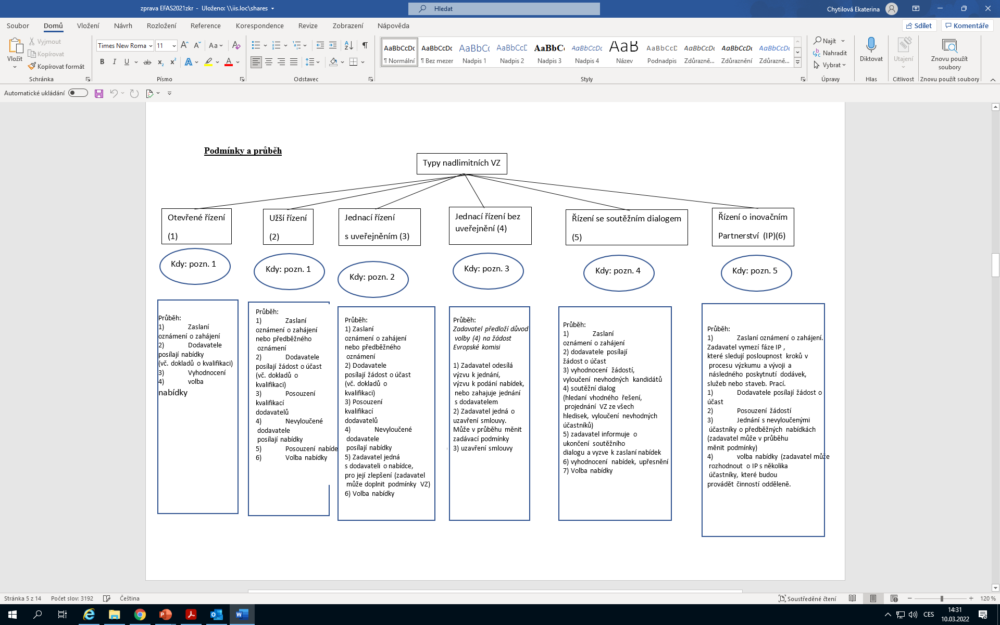 zprava EFAS2021zkr - Uloženo: \\iis.loc\shares
Hledat
Chytilová Ekaterina
Soubor Domů Vložení Návrh Rozložení Reference Korespondence Revize Zobrazení Nápověda
Sdílet Komentáře
Vložit
Vyjmout
Kopírovat
Kopírovat formát
Schránka
Times New Roma 11
Písmo
Odstavec
AaBbCcDc AaBbCcDc AaBbCc AaBbCcD AaBbC AaBbCcDc AaB AaBbCcD AaBbCcDc AaBbCcDc AaBbCcDc
¶ Normální ¶ Bez mezer Nadpis 1 Nadpis 2 Nadpis 3 Nadpis 4 Název Podnadpis Zdůrazně... Zdůraznění Zdůrazně...
Styly
Najít
Nahradit
Vybrat
Úpravy
Diktovat
Hlas
Utajení
Citlivost
Znovu použít
soubory
Znovu použít soubory
Automatické ukládání
Podmínky a průběh
Typy nadlimitních VZ
Otevřené řízení
(1)
Užší řízení
(2)
Jednací řízení
s uveřejněním (3)
Jednací řízení bez
uveřejnění (4)
Řízení se soutěžním dialogem
(5)
Řízení o inovačním
Partnerství (IP)(6)
Kdy: pozn. 1
Kdy: pozn. 1
Kdy: pozn. 2
Kdy: pozn. 3
Kdy: pozn. 4
Kdy: pozn. 5
Průběh:
1) Zaslaní
oznámení o zahájení
2) Dodavatele
posílají nabídky
(vč. dokladů o kvalifikaci)
3) Vyhodnocení
4) volba
nabídky
Průběh:
1) Zaslaní
oznámení o zahájení
nebo předběžného
oznámení
2) Dodavatele
posílají žádost o účast
(vč. dokladů o
kvalifikaci)
3) Posouzení
kvalifikací
dodavatelů
4) Nevyloučené
dodavatele
posílají nabídky
5) Posouzení nabíde
6) Volba nabídky
Průběh:
1) Zaslaní
oznámení o zahájení
nebo předběžného
oznámení
2) Dodavatele
posílají žádost o účast
(vč. dokladů o
kvalifikaci)
3) Posouzení
kvalifikací
dodavatelů
4) Nevyloučené
dodavatele
posílají nabídky
5) Zadavatel jedná
s dodavateli o nabídce,
pro její zlepšení (zadavatel
může doplnit podmínky VZ)
6) Volba nabídky
Průběh:
Zadavatel předloží důvod
volby (4) na žádost
Evropské komisi
1) Zadavatel odesílá
výzvu k jednání,
výzvu k podání nabídek,
nebo zahajuje jednání
s dodavatelem
2) Zadavatel jedná o
uzavření smlouvy.
Může v průběhu měnit
zadávací podmínky
3) uzavření smlouvy
Průběh:
1) Zaslaní
oznámení o zahájení
2) dodavatele posílají
žádost o účast
3) vyhodnocení žádostí,
vyloučení nevhodných kandidátů
4) soutěžní dialog
(hledaní vhodného řešení,
projednání VZ ze všech
hledisek, vyloučení nevhodných
účastníků)
5) zadavatel informuje o
ukončení soutěžního
dialogu a vyzve k zaslaní nabídek
6) vyhodnocení nabídek, upřesnění
7) Volba nabídky
Průběh:
1) Zaslaní oznámení o zahájení.
Zadavatel vymezí fáze IP ,
které sledují posloupnost kroků v
procesu výzkumu a vývoji a
následného poskytnutí dodávek,
služeb nebo staveb. Prací.
1) Dodavatele posílají žádost o
účast
2) Posouzení žádostí
3) Jednání s nevyloučenými
účastníky o předběžných nabídkách
(zadavatel může v průběhu
měnit podmínky)
4) volba nabídky (zadavatel může
rozhodnout o IP s několika
účastníky, které budou
provádět činností odděleně.
Stránka 5 z 14 Počet slov: 3192 Čeština
Soustředěné čtení 120 %
CES
14:31
10.03.2022